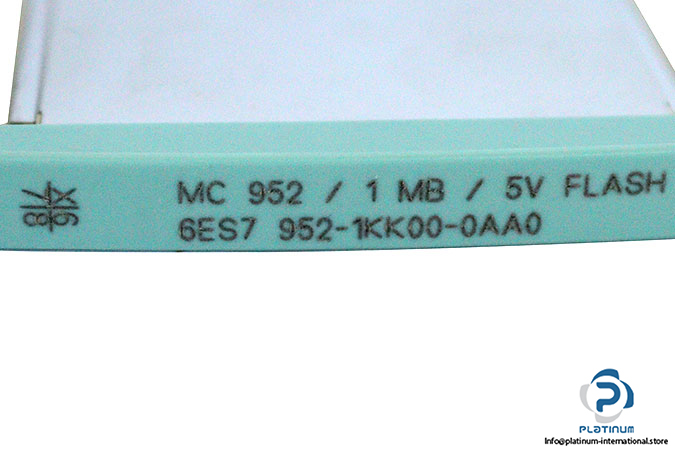 MC 952 / 1 MB / 5V FLASH
6ES7 952-1KK00-0AA0
PLATINUM
Info@platinum-international.store